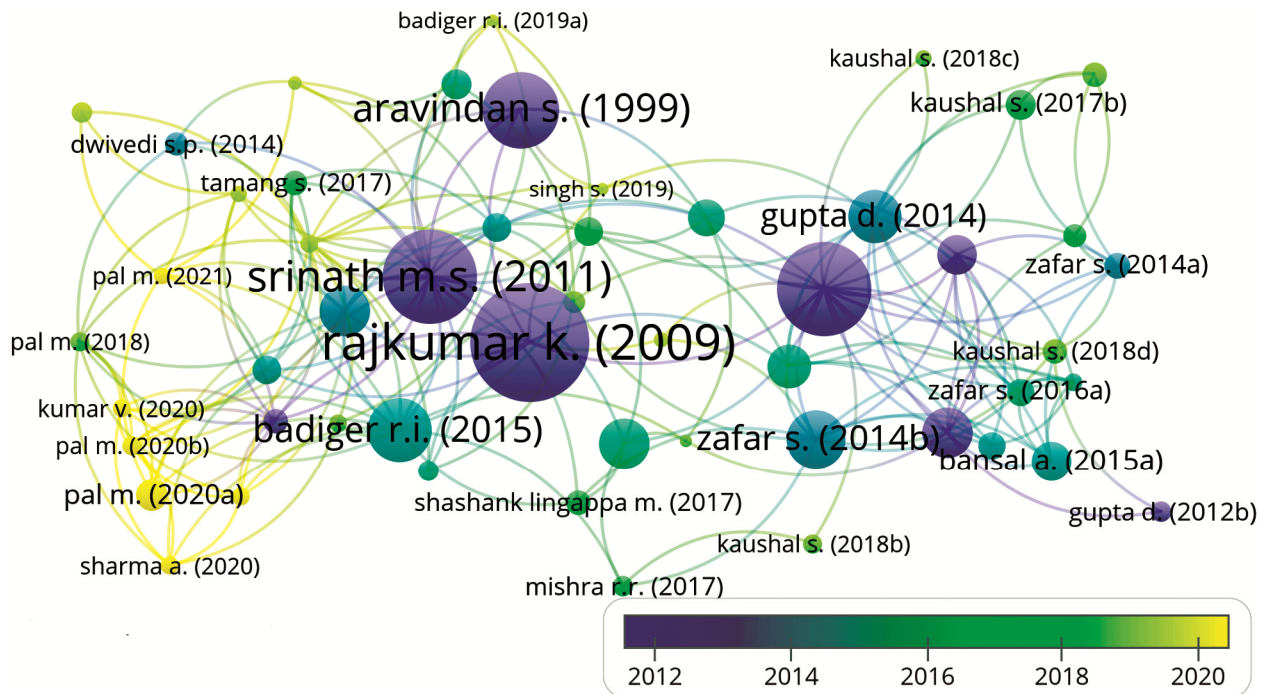 badiger r.i. (2019a)
kaushal s. (2018c)
aravindan s. (1999)
kaushal s. (2017b)
dwivedi s.p. (2014)
tamang s. (2017)
singh s. (2019)
gupta d. (2014)
zafar s. (2014a)
pal m. (2021)
srinath m.s. (2011)
pal m. (2018)
rajkumar k. (2009)
kaushal s. (2018d)
zafar s. (2016a)
kumar v. (2020)
badiger r.i. (2015)
zafar s. (2014b)
pal m. (2020b)
bansal a. (2015a)
pal m. (2020a)
shashank lingappa m. (2017)
gupta d. (2012b)
kaushal s. (2018b)
sharma a. (2020)
mishra r.r. (2017)
2012 2014 2016 2018 2020